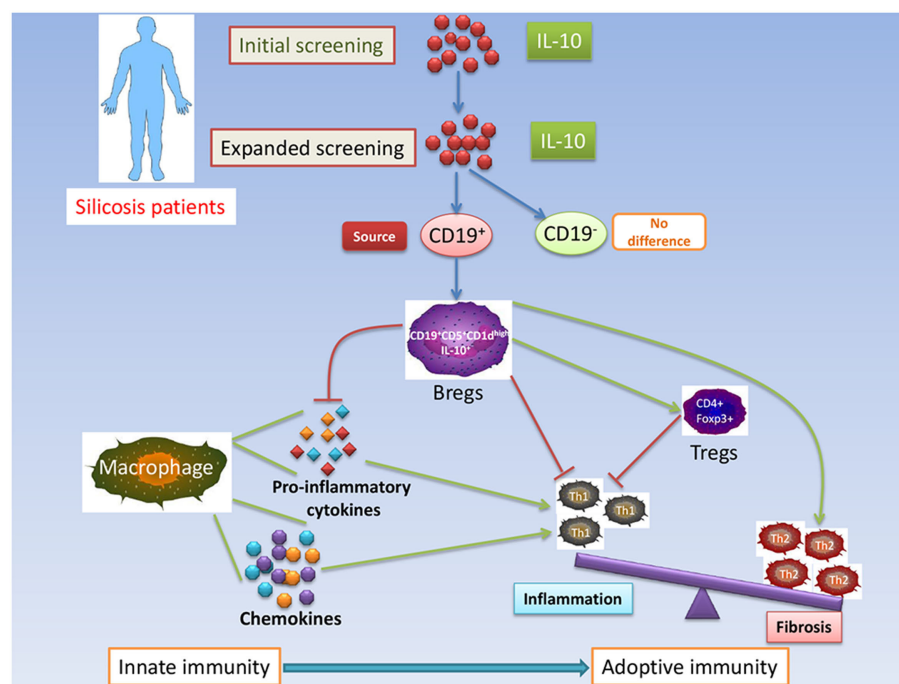 Initial screening
IL-10
Expanded screening
IL-10
Silicosis patients
Source
CD19⁺
CD19⁻
No
difference
CD19⁺CD5⁺CD1dʰⁱᵍʰ
IL-10⁺
Bregs
CD4+
Foxp3+
Tregs
Macrophage
Pro-inflammatory
cytokines
Chemokines
Th1
Th1
Th1
Th2
Th2
Th2
Th2
Inflammation
Fibrosis
Innate immunity
Adoptive immunity